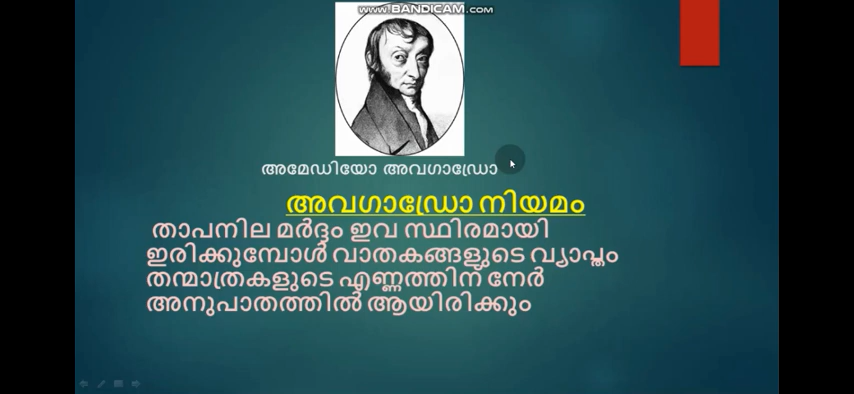 www.BANDICAM.com
അമേഡിയോ അവഗാഡ്രോ
അവഗാഡ്രോ നിയമം
താപനില മർദ്ദം ഇവ സ്ഥിരമായി
ഇരിക്കുമ്പോൾ വാതകങ്ങളുടെ വ്യാപ്തം
തന്മാത്രകളുടെ എണ്ണത്തിന് നേർ
അനുപാതത്തിൽ ആയിരിക്കും